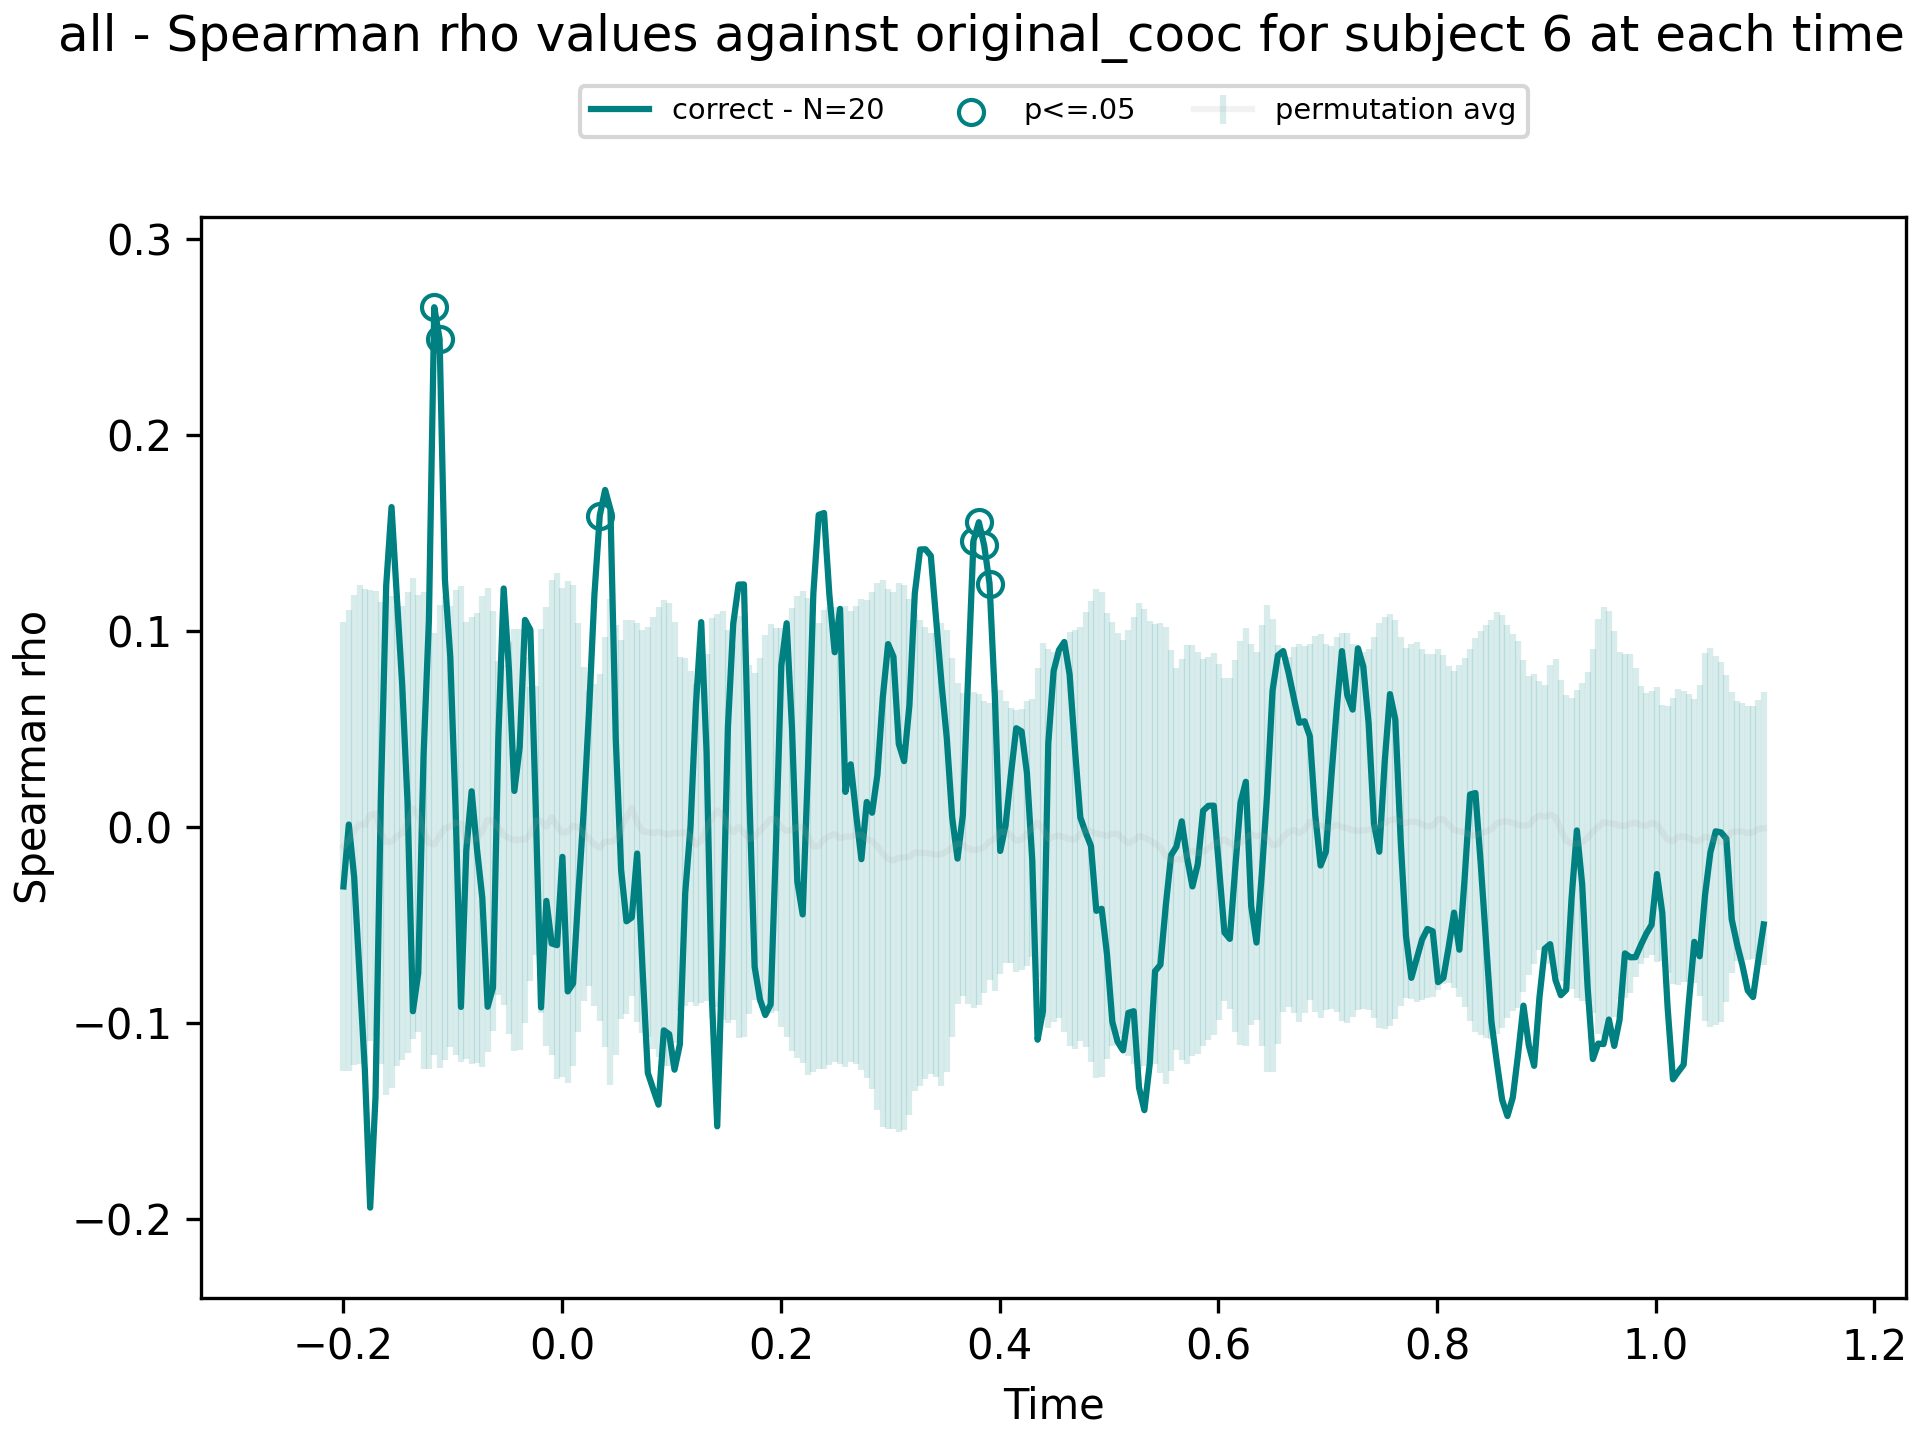 all - Spearman rho values against original_cooc for subject 6 at each time
correct - N=20 p<=.05 permutation avg
0.3
0.2
0.1
0.0
−0.1
−0.2
Spearman rho
−0.2 0.0 0.2 0.4 0.6 0.8 1.0 1.2
Time